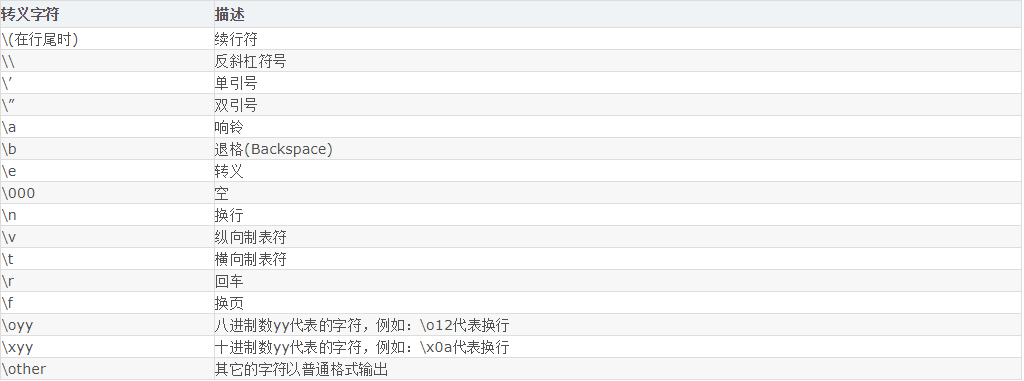 转义字符 描述
\(在行尾时) 续行符
\\ 反斜杠符号
\’ 单引号
\” 双引号
\a 响铃
\b 退格(Backspace)
\e 转义
\000 空
\n 换行
\v 纵向制表符
\t 横向制表符
\r 回车
\f 换页
\oyy 八进制数yy代表的字符，例如：\o12代表换行
\xyy 十进制数yy代表的字符，例如：\x0a代表换行
\other 其它的字符以普通格式输出